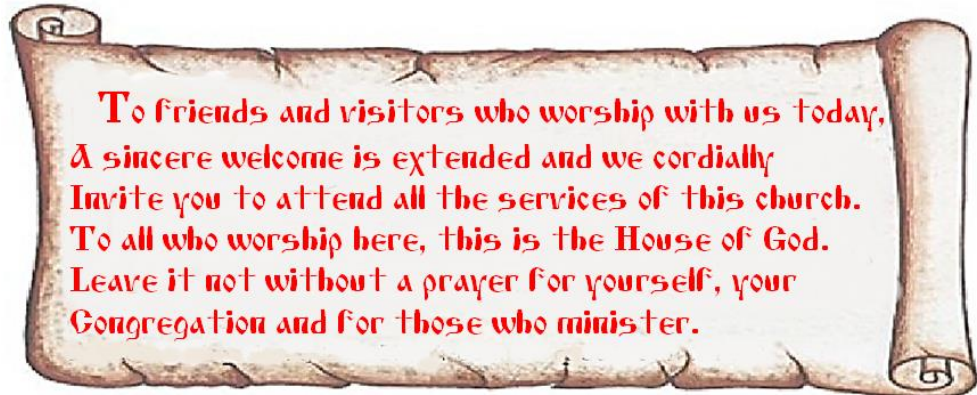 To friends and visitors who worship with us today,
A sincere welcome is extended and we cordially
Invite you to attend all the services of this church.
To all who worship here, this is the House of God.
Leave it not without a prayer for yourself, your
Congregation and for those who minister.